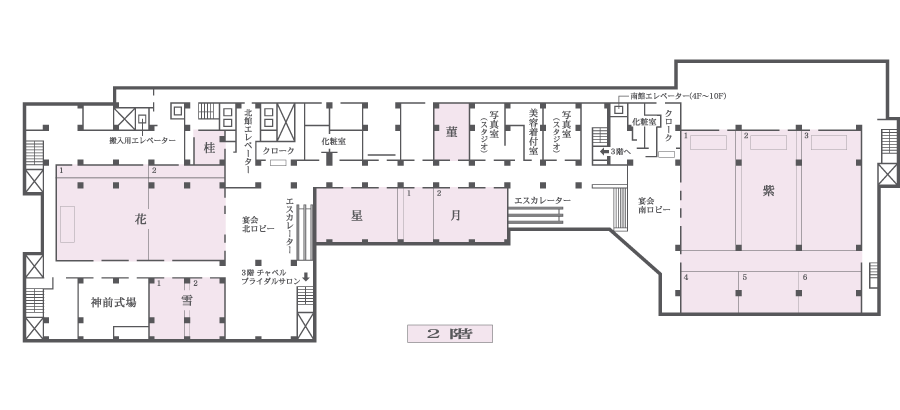 南館エレベーター(4F〜10F)
搬入用エレベーター
桂
北館エレベーター
クローク
化粧室
菫
写真室
(スタジオ)
美容着付室
写真室
(スタジオ)
3階へ
化粧室
クローク
1
2
3
紫
4
5
6
1
2
花
宴会
北ロビー
エスカレーター
星
1
2
月
エスカレーター
宴会
南ロビー
3階 チャペル
ブライダルサロン
神前式場
1
2
雪
2 階